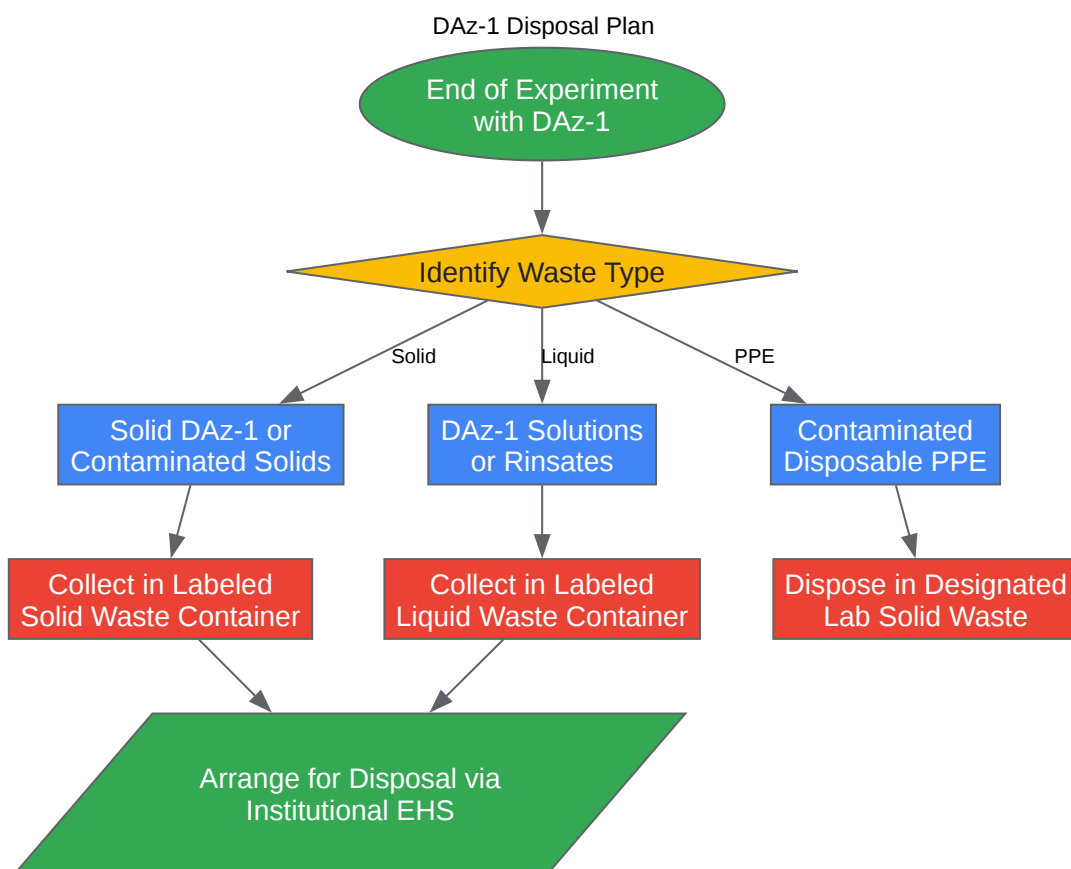 DAz-1 Disposal Plan
End of Experiment
with DAz-1
Identify Waste Type
Solid
Liquid
PPE
Solid DAz-1 or
Contaminated Solids
DAz-1 Solutions
or Rinsates
Contaminated
Disposable PPE
Collect in Labeled
Solid Waste Container
Collect in Labeled
Liquid Waste Container
Dispose in Designated
Lab Solid Waste
Arrange for Disposal via
Institutional EHS